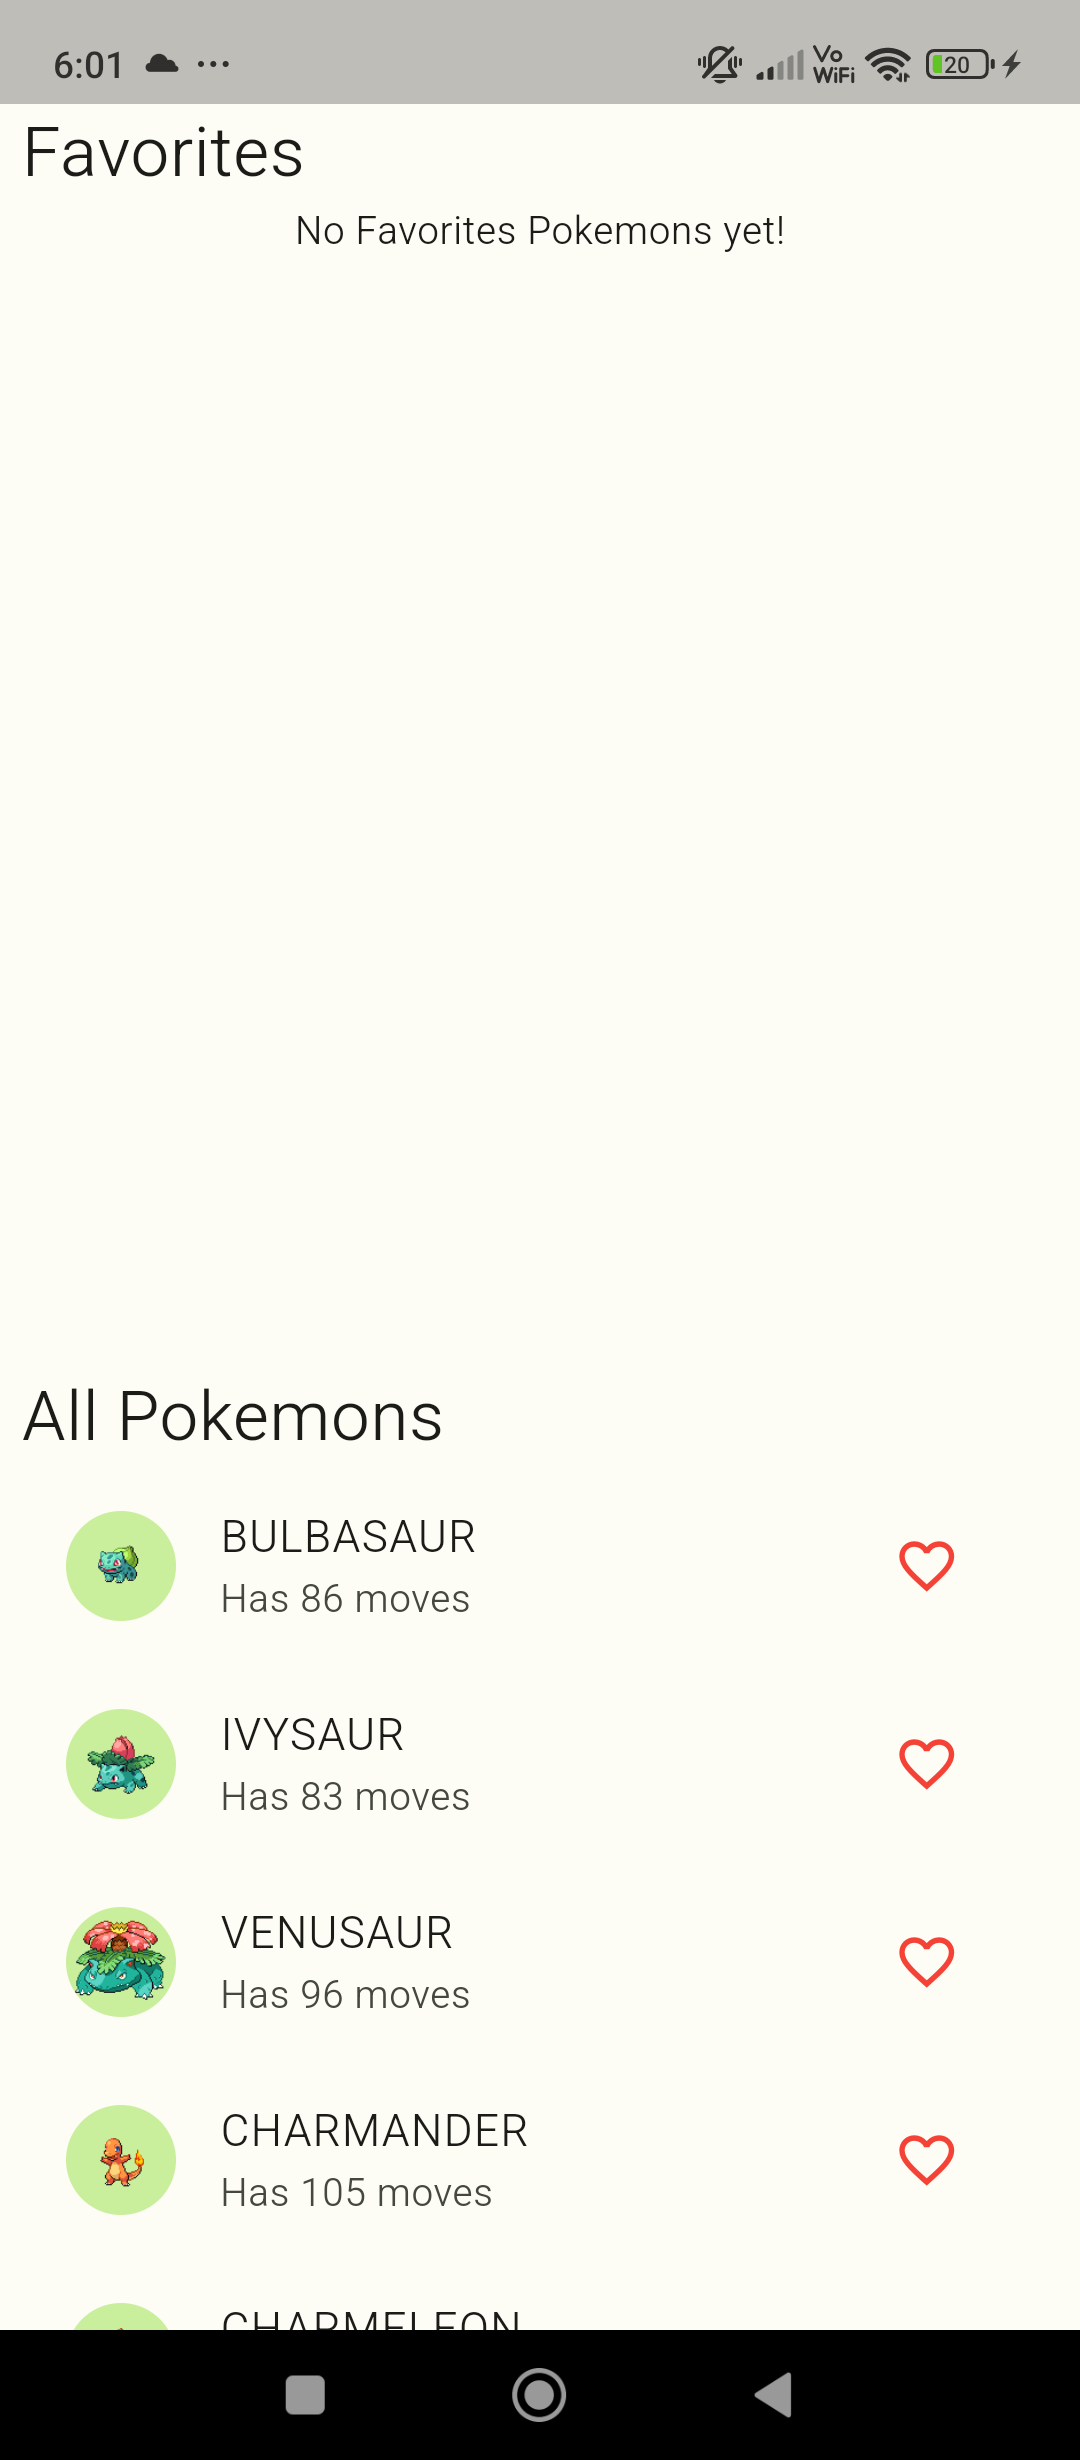 6:01
Vo
WiFi
20
Favorites
No Favorites Pokemons yet!
All Pokemons
BULBASAUR
Has 86 moves
IVYSAUR
Has 83 moves
VENUSAUR
Has 96 moves
CHARMANDER
Has 105 moves
CHARMELEON